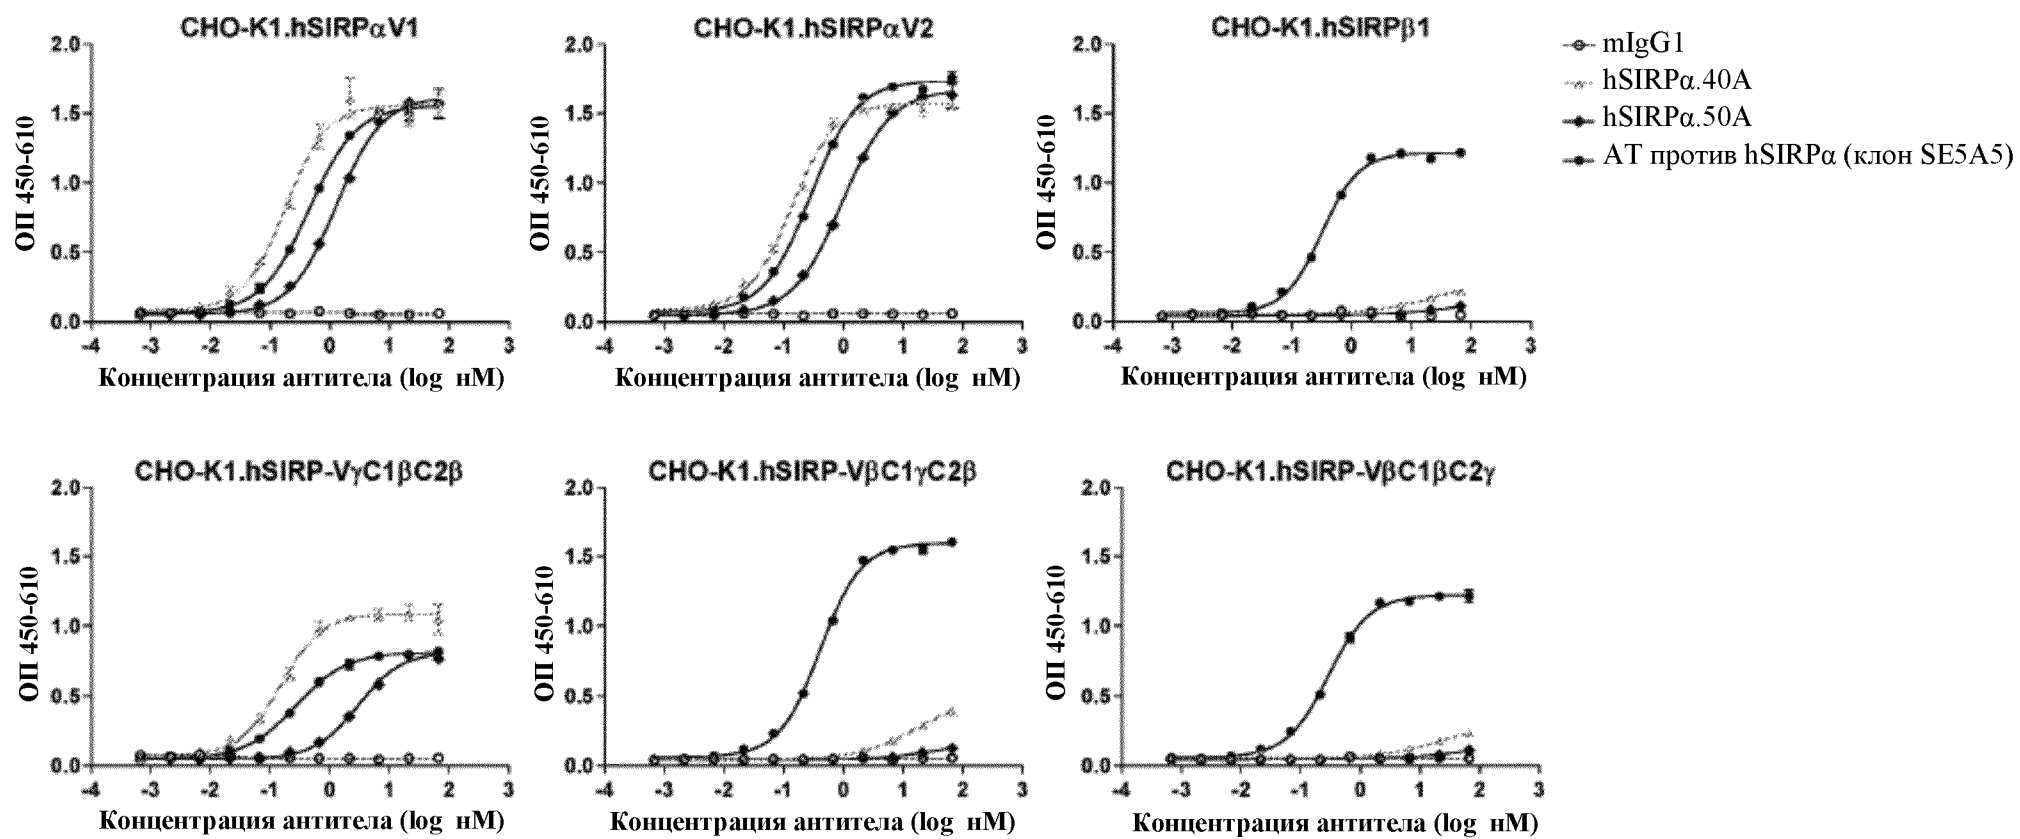 CHO-K1.hSIRPαV1
2.0
1.5
1.0
0.5
0.0
ОП 450-610
-4 -3 -2 -1 0 1 2 3
Концентрация антитела (log нМ)
CHO-K1.hSIRPαV2
2.0
1.5
1.0
0.5
0.0
ОП 450-610
-4 -3 -2 -1 0 1 2 3
Концентрация антитела (log нМ)
CHO-K1.hSIRPβ1
2.0
1.5
1.0
0.5
0.0
ОП 450-610
-4 -3 -2 -1 0 1 2 3
Концентрация антитела (log нМ)
mIgG1
hSIRPα.40A
hSIRPα.50A
АТ против hSIRPα (клон SE5A5)
CHO-K1.hSIRP-VγC1βC2β
2.0
1.5
1.0
0.5
0.0
ОП 450-610
-4 -3 -2 -1 0 1 2 3
Концентрация антитела (log нМ)
CHO-K1.hSIRP-VβC1γC2β
2.0
1.5
1.0
0.5
0.0
ОП 450-610
-4 -3 -2 -1 0 1 2 3
Концентрация антитела (log нМ)
CHO-K1.hSIRP-VβC1βC2γ
2.0
1.5
1.0
0.5
0.0
ОП 450-610
-4 -3 -2 -1 0 1 2 3
Концентрация антитела (log нМ)